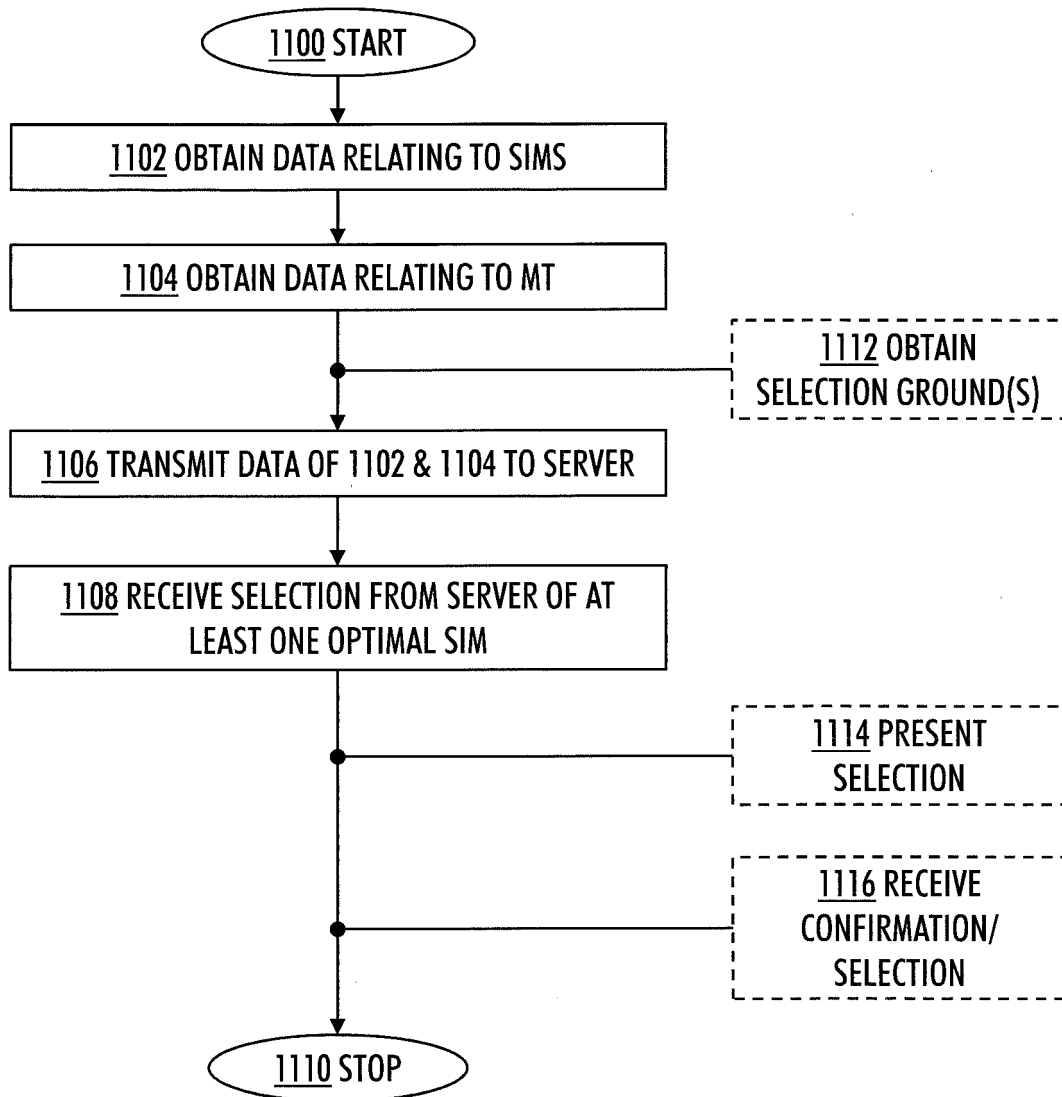 1100 START
1102 OBTAIN DATA RELATING TO SIMS
1104 OBTAIN DATA RELATING TO MT
1112 OBTAIN
SELECTION GROUND(S)
1106 TRANSMIT DATA OF 1102 & 1104 TO SERVER
1108 RECEIVE SELECTION FROM SERVER OF AT
LEAST ONE OPTIMAL SIM
1114 PRESENT
SELECTION
1116 RECEIVE
CONFIRMATION/
SELECTION
1110 STOP